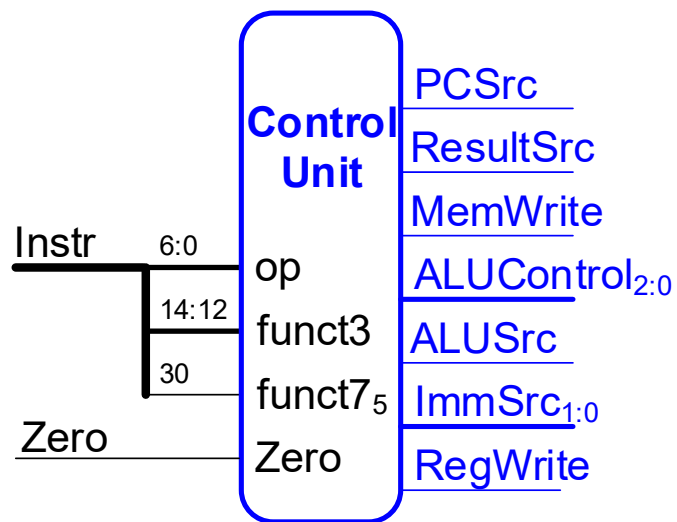 Control
Unit
Instr
6:0
14:12
30
Zero
op
funct3
funct7₅
Zero
PCSrc
ResultSrc
MemWrite
ALUControl₂:₀
ALUSrc
ImmSrc₁:₀
RegWrite